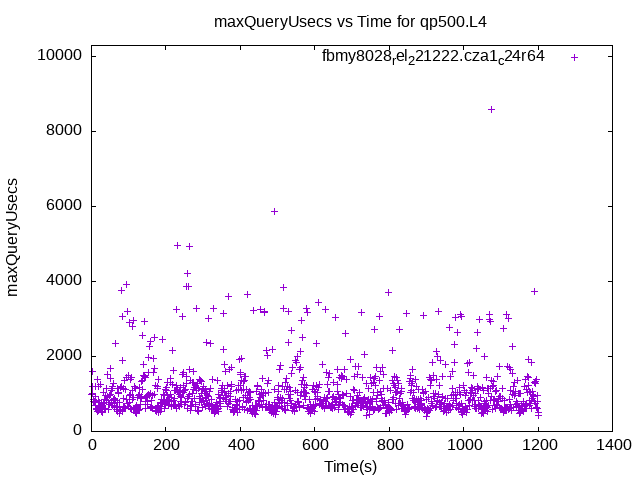 maxQueryUsecs vs Time for qp500.L4
fbmy8028rel221222.cza1c24r64
10000
8000
6000
4000
2000
0
maxQueryUsecs
0 200 400 600 800 1000 1200 1400
Time(s)